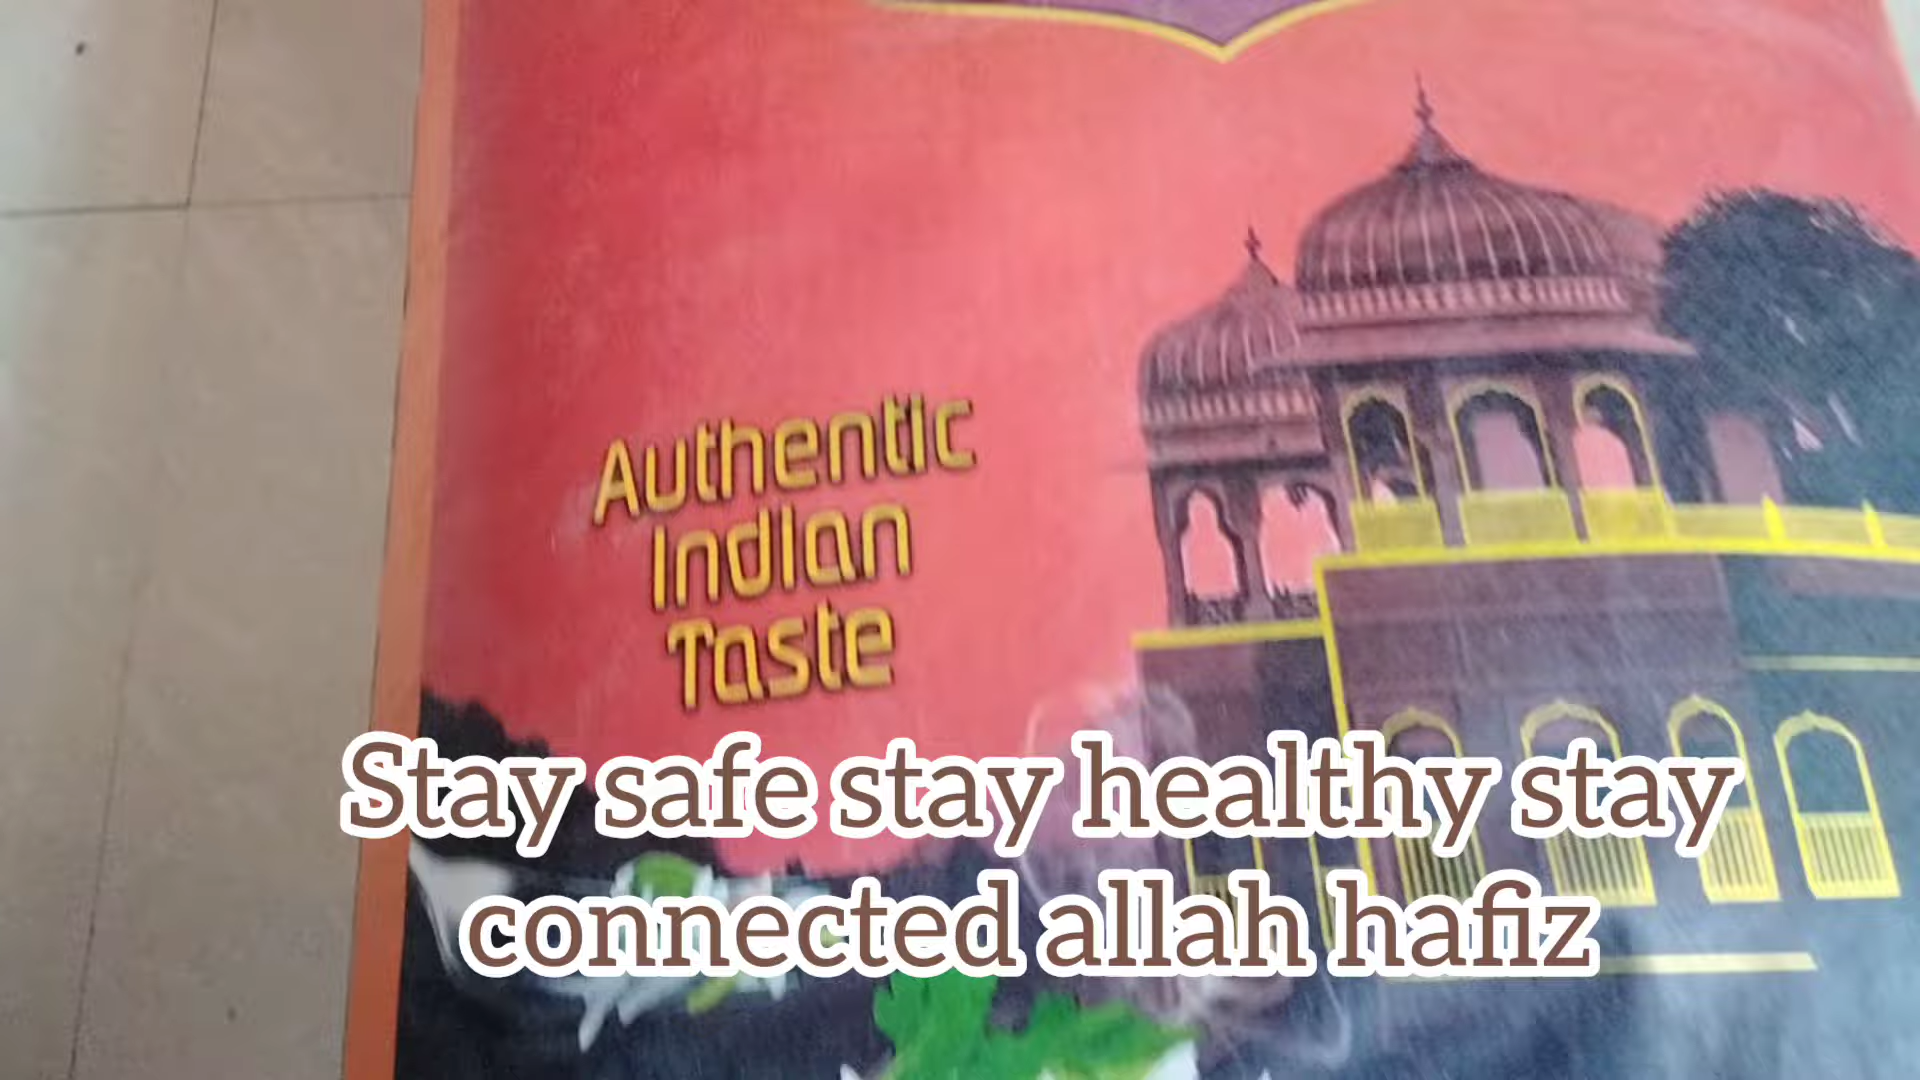 Authentic
Indian
Taste
Stay safe stay healthy stay
connected allah hafiz